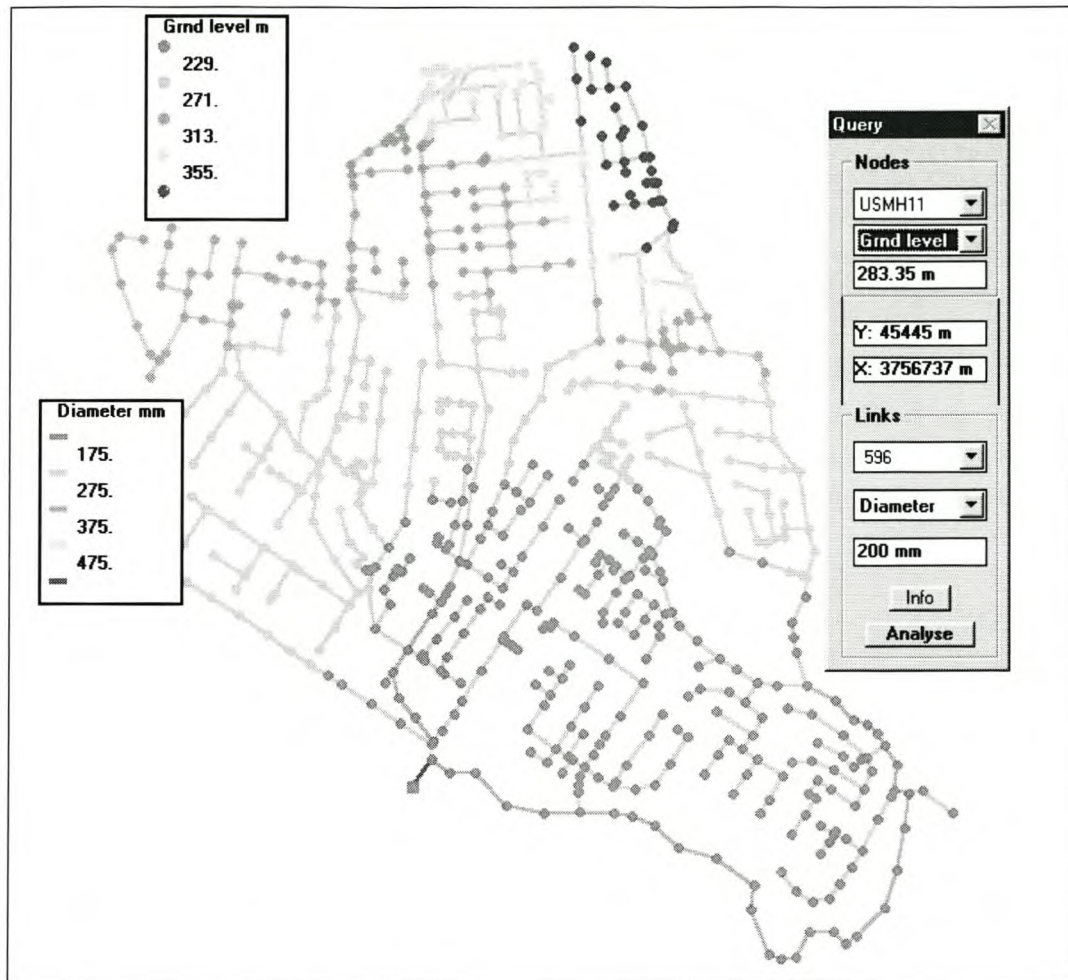 Grnd level m
229.
271.
313.
355.
Diameter mm
175.
275.
375.
475.
Query
Nodes
USMH11
Grnd level
283.35 m
Y: 45445 m
X: 3756737 m
Links
596
Diameter
200 mm
Info
Analyse